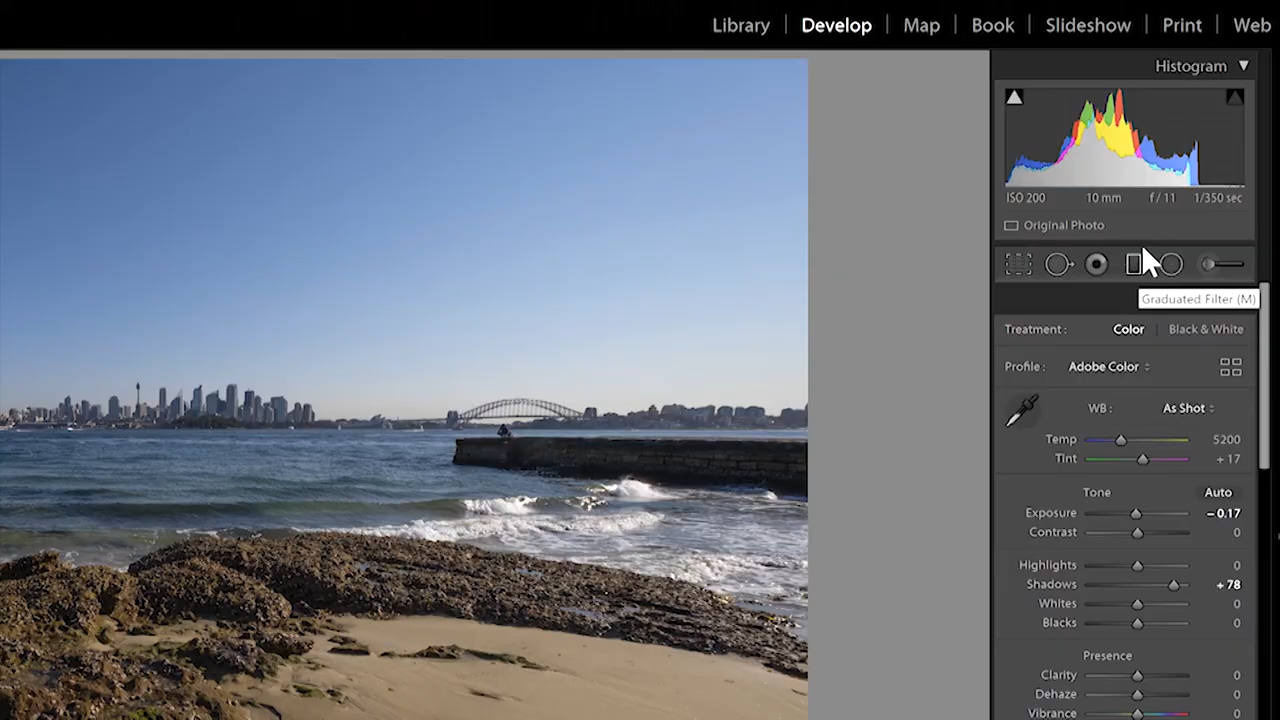 Library | Develop | Map | Book | Slideshow | Print | Web
Histogram ▼
ISO 200 10 mm f / 11 1/350 sec
Original Photo
Graduated Filter (M)
Treatment : Color | Black & White
Profile : Adobe Color
WB : As Shot
Temp 5200
Tint + 17
Tone Auto
Exposure – 0.17
Contrast 0
Highlights 0
Shadows + 78
Whites 0
Blacks 0
Presence
Clarity 0
Dehaze 0
Vibrance 0